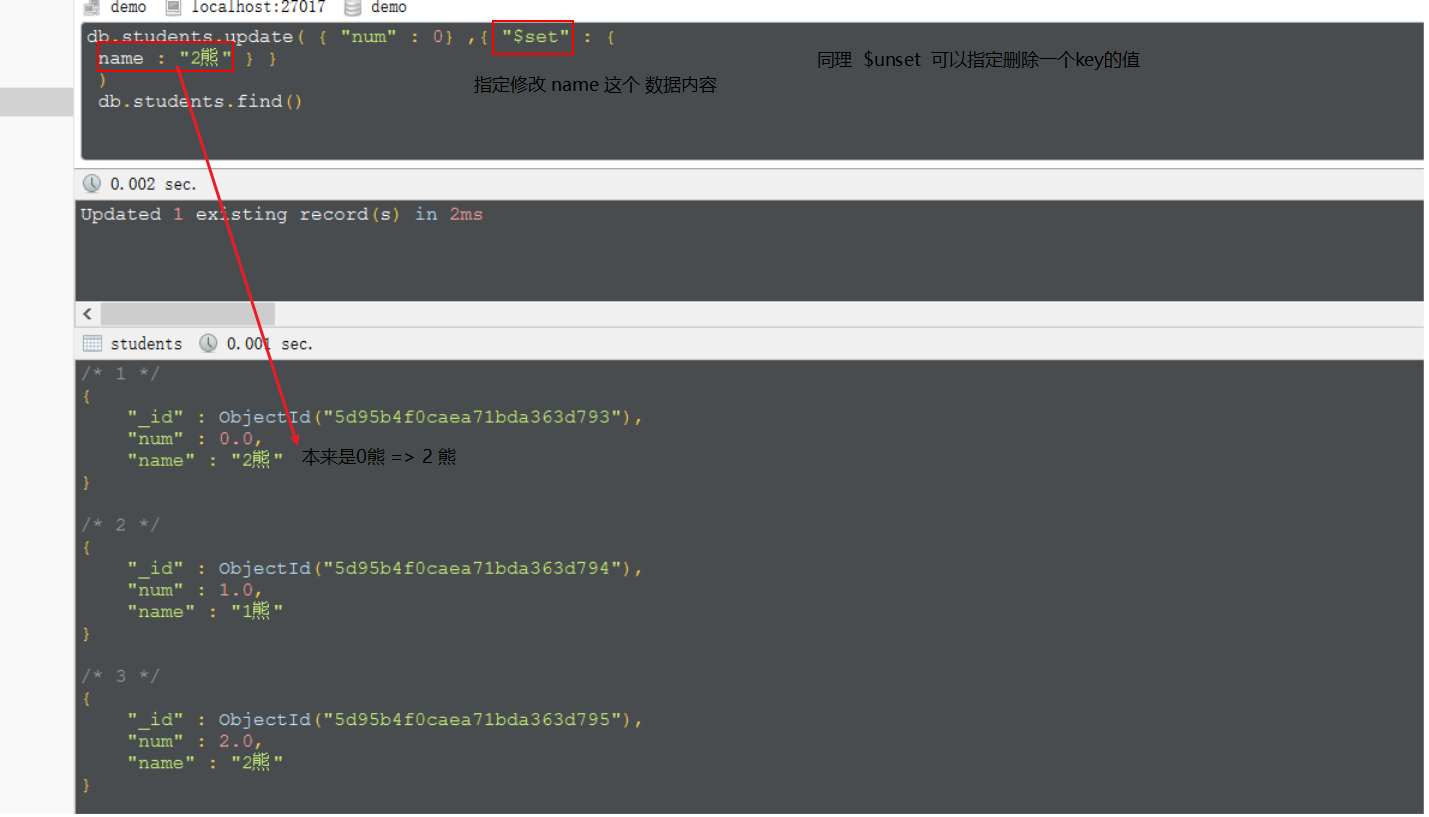 demo localhost:27017 demo
db.students.update( { "num" : 0} ,{ "$set" : {
name : "2熊" } }
)
db.students.find()
同理 $unset 可以指定删除一个key的值
指定修改 name 这个 数据内容
0.002 sec.
Updated 1 existing record(s) in 2ms
students 0.001 sec.
/* 1 */
{
"_id" : ObjectId("5d95b4f0caea71bda363d793"),
"num" : 0.0,
"name" : "2熊"
本来是0熊 => 2 熊
}
/* 2 */
{
"_id" : ObjectId("5d95b4f0caea71bda363d794"),
"num" : 1.0,
"name" : "1熊"
}
/* 3 */
{
"_id" : ObjectId("5d95b4f0caea71bda363d795"),
"num" : 2.0,
"name" : "2熊"
}